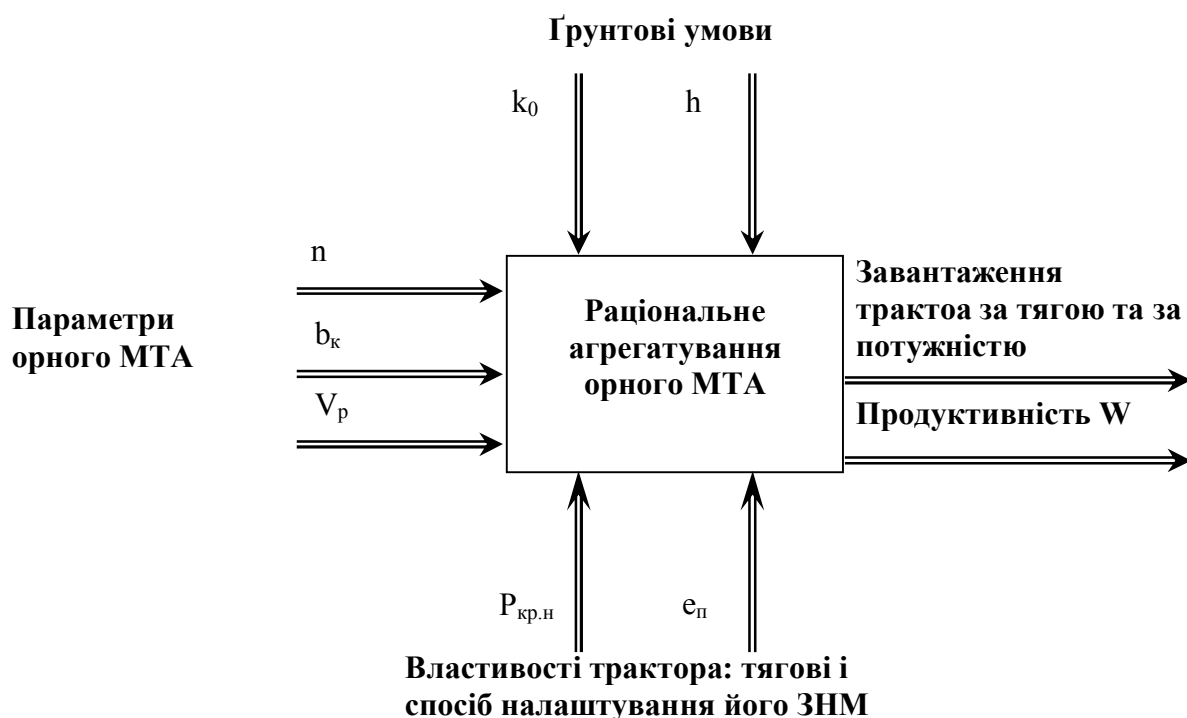 Ґрунтові умови
k₀
h
n
Параметри
орного МТА
bк
Vр
Раціональне
агрегатування
орного МТА
Завантаження
трактоа за тягою та за
потужністю
Продуктивність W
Pкр.н
eп
Властивості трактора: тягові і
спосіб налаштування його ЗНМ